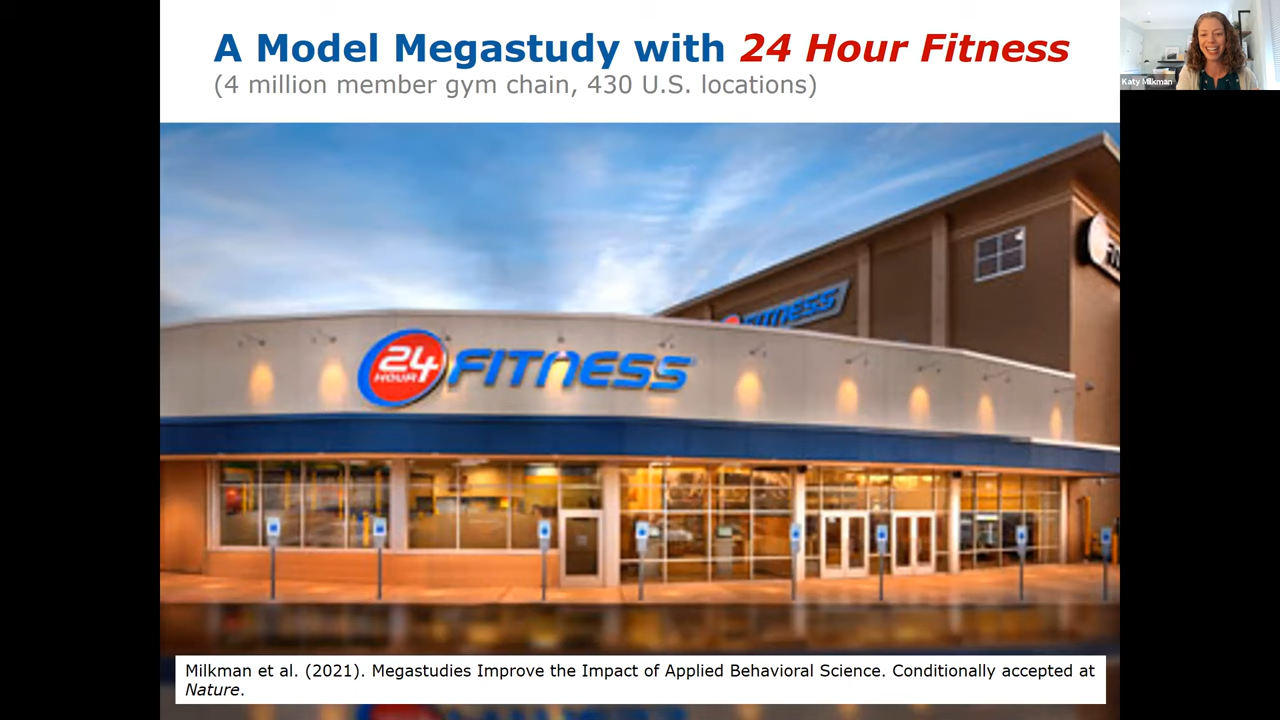 A Model Megastudy with 24 Hour Fitness
(4 million member gym chain, 430 U.S. locations)
Katy Milkman
FITNESS
24
HOUR
FITNESS
Milkman et al. (2021). Megastudies Improve the Impact of Applied Behavioral Science. Conditionally accepted at
Nature.